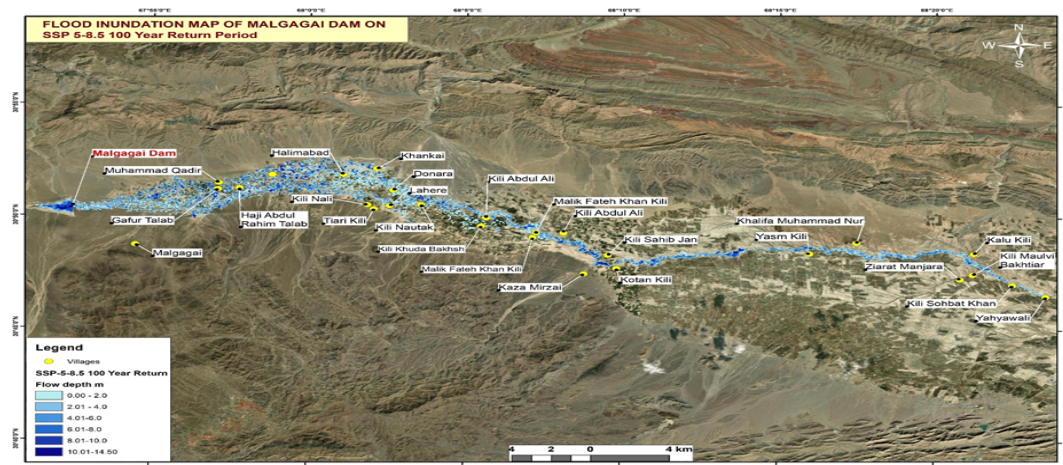 FLOOD INUNDATION MAP OF MALGAGAI DAM ON
SSP 5-8.5 100 Year Return Period
N
W E
S
Malgagai Dam
Halimabad
Khankai
Muhammad Qadir
Donara
Lahere
Kili Abdul Ali
Kili Nali
Malik Fateh Khan Kili
Kili Abdul Ali
Gafur Talab
Haji Abdul
Rahim Talab
Tiari Kili
Kili Nautak
Khalifa Muhammad Nur
Yasm Kili
Kili Sahib Jan
Kalu Kili
Malgagai
Kili Khuda Bakhsh
Kili Maulvi
Bakhtiar
Malik Fateh Khan Kili
Ziarat Manjara
Kaza Mirzai
Kotan Kili
Kili Sohbat Khan
Yahyawali
Legend
Villages
SSP-5-8.5 100 Year Return
Flow depth m
0.00 - 2.0
2.01 - 4.0
4.01-6.0
6.01-8.0
8.01-10.0
10.01-14.50
4 2 0 4 km